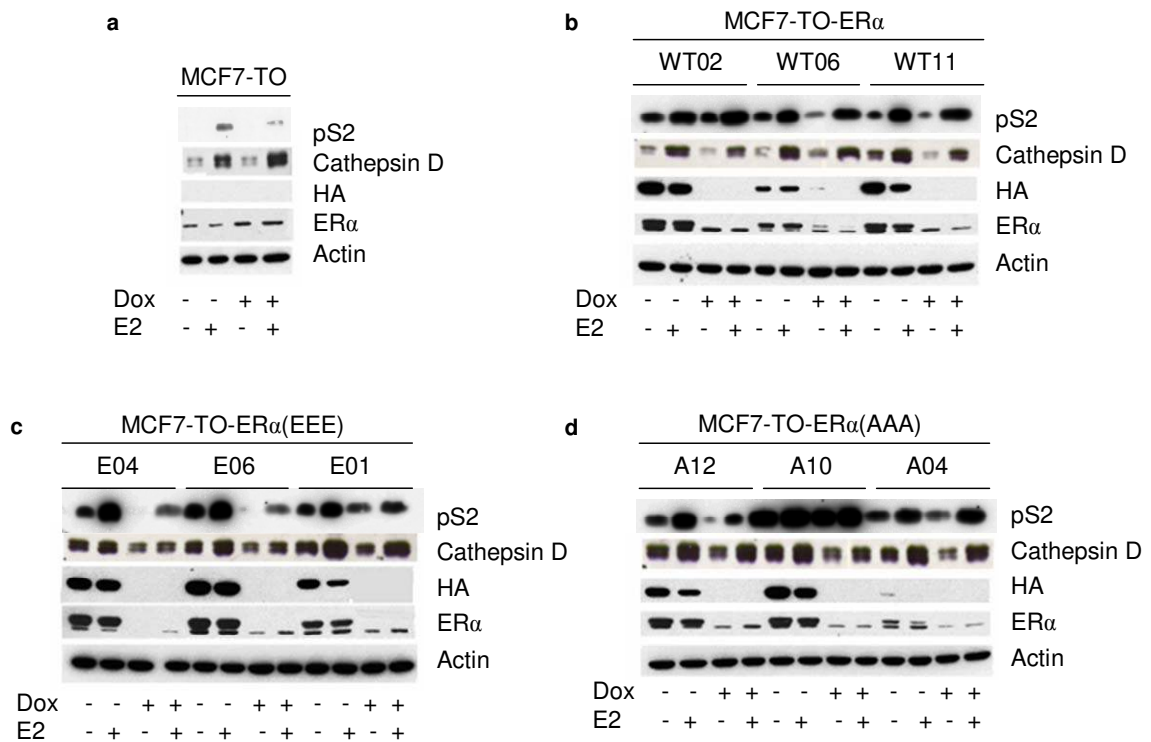 a
MCF7-TO
pS2
Cathepsin D
HA
ERα
Actin
Dox - - + +
E2 - + - +
b
MCF7-TO-ERα
WT02 WT06 WT11
pS2
Cathepsin D
HA
ERα
Actin
Dox - - + + - - + + - - + +
E2 - + - + - + - + - + - +
c
MCF7-TO-ERα(EEE)
E04 E06 E01
pS2
Cathepsin D
HA
ERα
Actin
Dox - - + + - - + + - - + +
E2 - + - + - + - + - + - +
d
MCF7-TO-ERα(AAA)
A12 A10 A04
pS2
Cathepsin D
HA
ERα
Actin
Dox - - + + - - + + - - + +
E2 - + - + - + - + - + - +